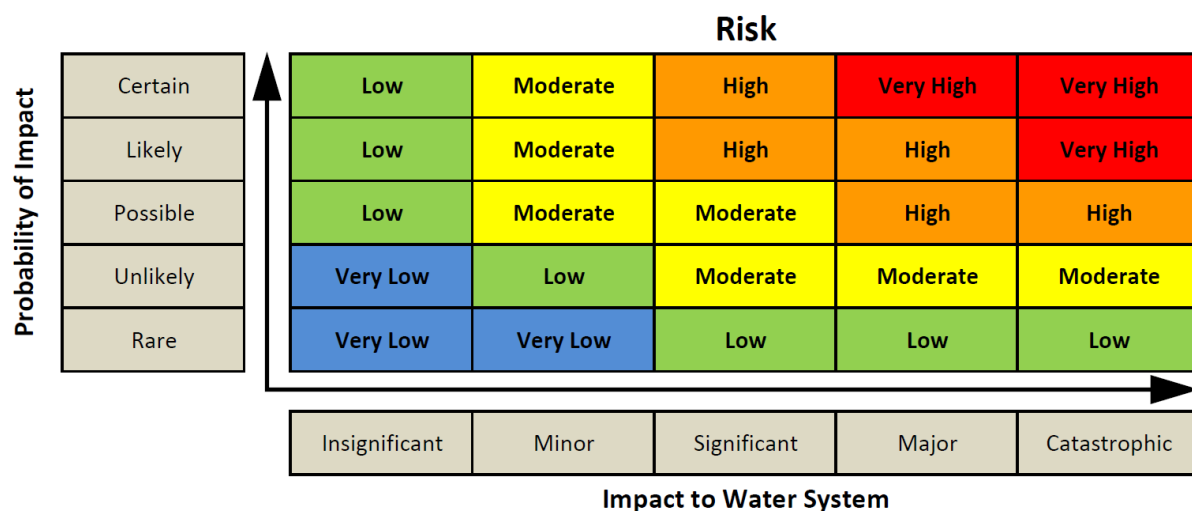 Risk
Probability of Impact
Certain Low Moderate High Very High Very High
Likely Low Moderate High High Very High
Possible Low Moderate Moderate High High
Unlikely Very Low Low Moderate Moderate Moderate
Rare Very Low Very Low Low Low Low
Insignificant Minor Significant Major Catastrophic
Impact to Water System